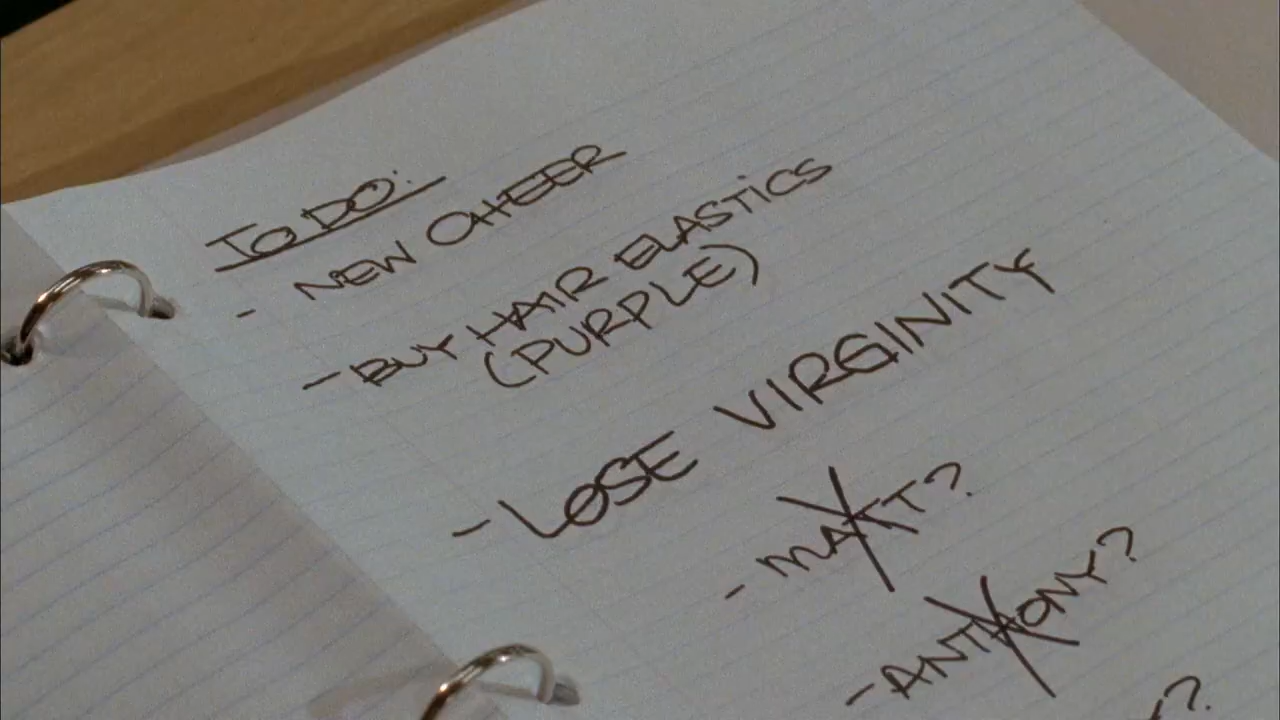 TO DO:
- NEW CHEER
- BUY HAIR ELASTICS
(PURPLE)
- LOSE VIRGINITY
- MATT?
- ANTHONY?
?